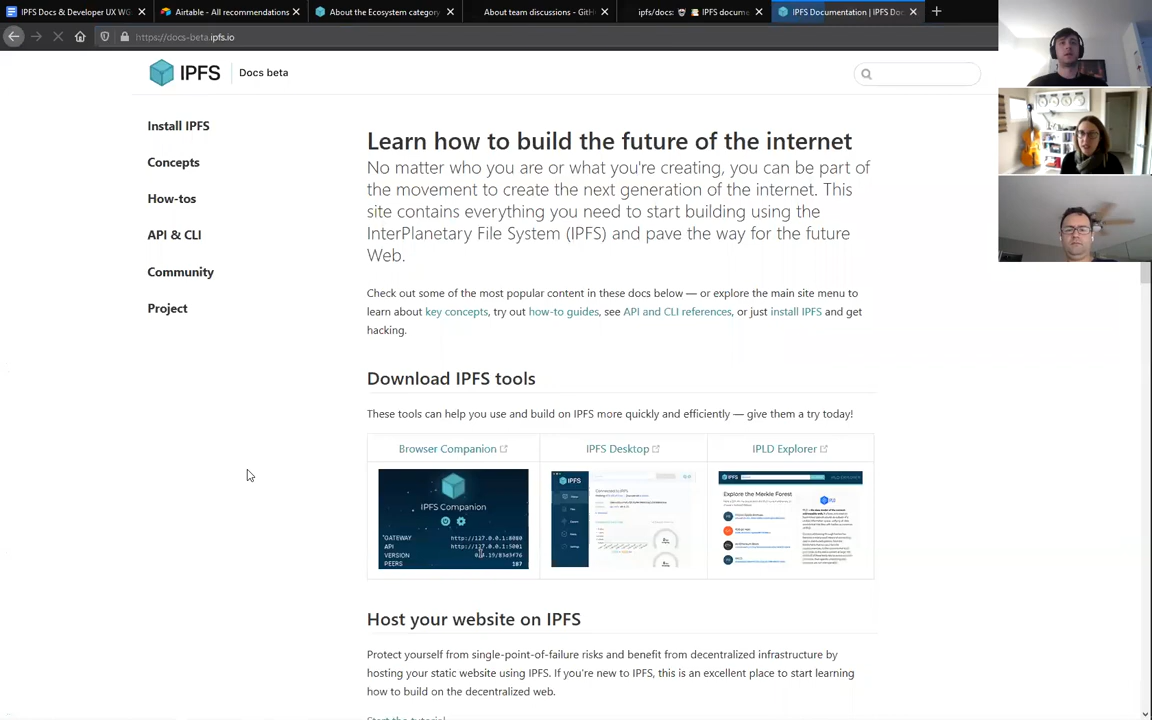 IPFS Docs & Developer UX WG
Airtable - All recommendations
About the Ecosystem category
About team discussions - GitH
ipfs/docs: IPFS docume
IPFS Documentation | IPFS Do
https://docs-beta.ipfs.io
IPFS Docs beta
Install IPFS
Concepts
How-tos
API & CLI
Community
Project
Learn how to build the future of the internet
No matter who you are or what you're creating, you can be part
of the movement to create the next generation of the internet. This
site contains everything you need to start building using the
InterPlanetary File System (IPFS) and pave the way for the future
Web.
Check out some of the most popular content in these docs below — or explore the main site menu to
learn about key concepts, try out how-to guides, see API and CLI references, or just install IPFS and get
hacking.
Download IPFS tools
These tools can help you use and build on IPFS more quickly and efficiently — give them a try today!
Browser Companion
IPFS Desktop
IPLD Explorer
IPFS Companion
GATEWAY http://127.0.0.1:8080
API http://127.0.0.1:5001
VERSION
PEERS 187
IPFS
IPFS
Explore the Merkle Forest
Host your website on IPFS
Protect yourself from single-point-of-failure risks and benefit from decentralized infrastructure by
hosting your static website using IPFS. If you're new to IPFS, this is an excellent place to start learning
how to build on the decentralized web.
Start the tutorial